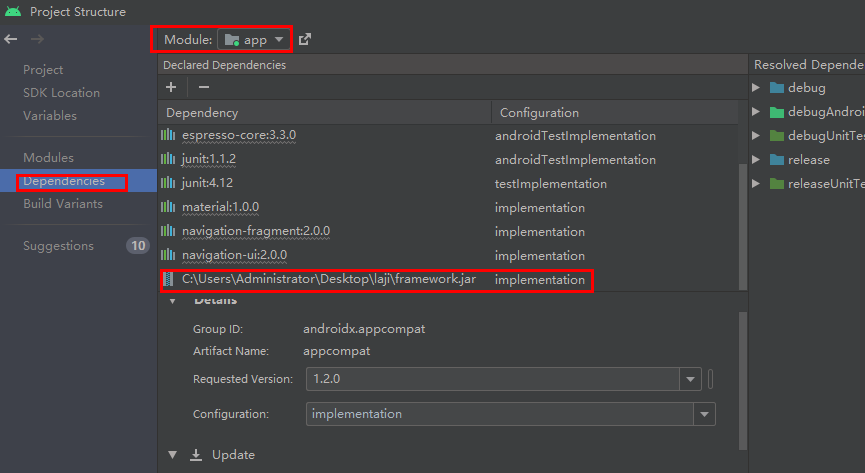 Project Structure
Module: app
Project
SDK Location
Variables
Modules
Dependencies
Build Variants
Suggestions 10
Declared Dependencies
Dependency Configuration
espresso-core:3.3.0 androidTestImplementation
junit:1.1.2 androidTestImplementation
junit:4.12 testImplementation
material:1.0.0 implementation
navigation-fragment:2.0.0 implementation
navigation-ui:2.0.0 implementation
C:\Users\Administrator\Desktop\laji\framework.jar implementation
Details
Group ID: androidx.appcompat
Artifact Name: appcompat
Requested Version: 1.2.0
Configuration: implementation
Update
Resolved Depende
debug
debugAndroi
debugUnitTes
release
releaseUnitTe